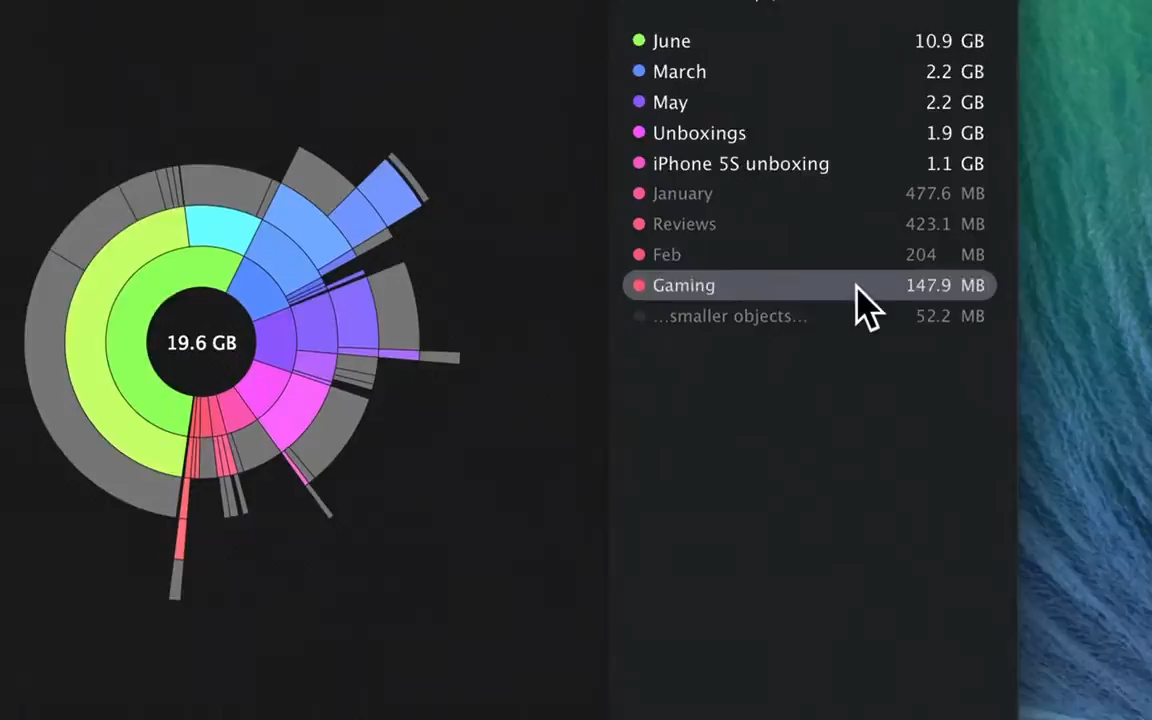 June 10.9 GB
March 2.2 GB
May 2.2 GB
Unboxings 1.9 GB
iPhone 5S unboxing 1.1 GB
January 477.6 MB
Reviews 423.1 MB
Feb 204 MB
Gaming 147.9 MB
...smaller objects... 52.2 MB
19.6 GB